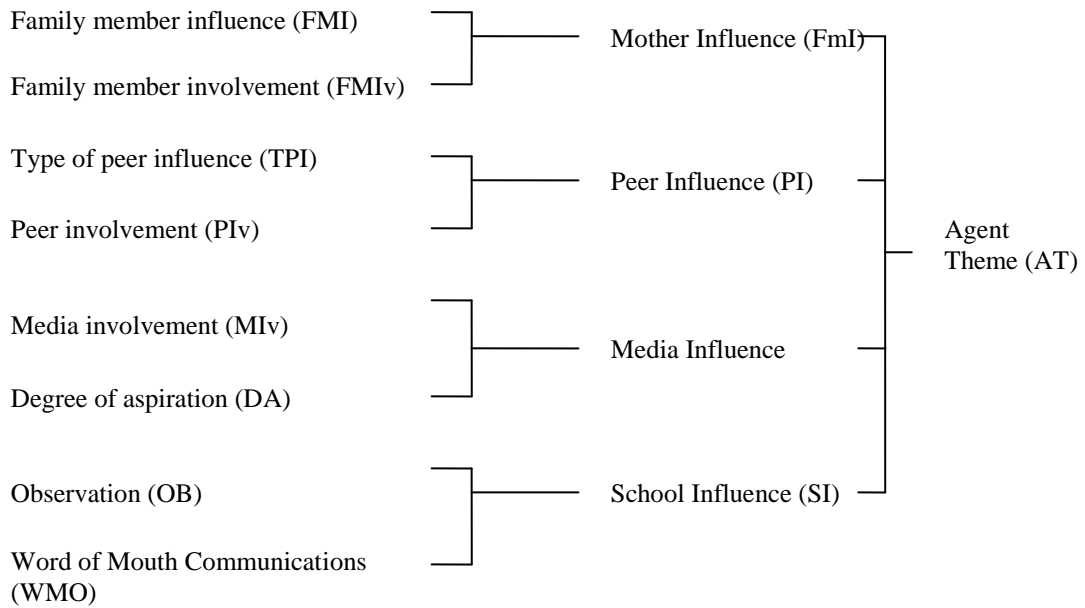 Family member influence (FMI)
Family member involvement (FMIv)
Type of peer influence (TPI)
Peer involvement (PIv)
Media involvement (MIv)
Degree of aspiration (DA)
Observation (OB)
Word of Mouth Communications
(WMO)
Mother Influence (FmI)
Peer Influence (PI)
Media Influence
School Influence (SI)
Agent
Theme (AT)